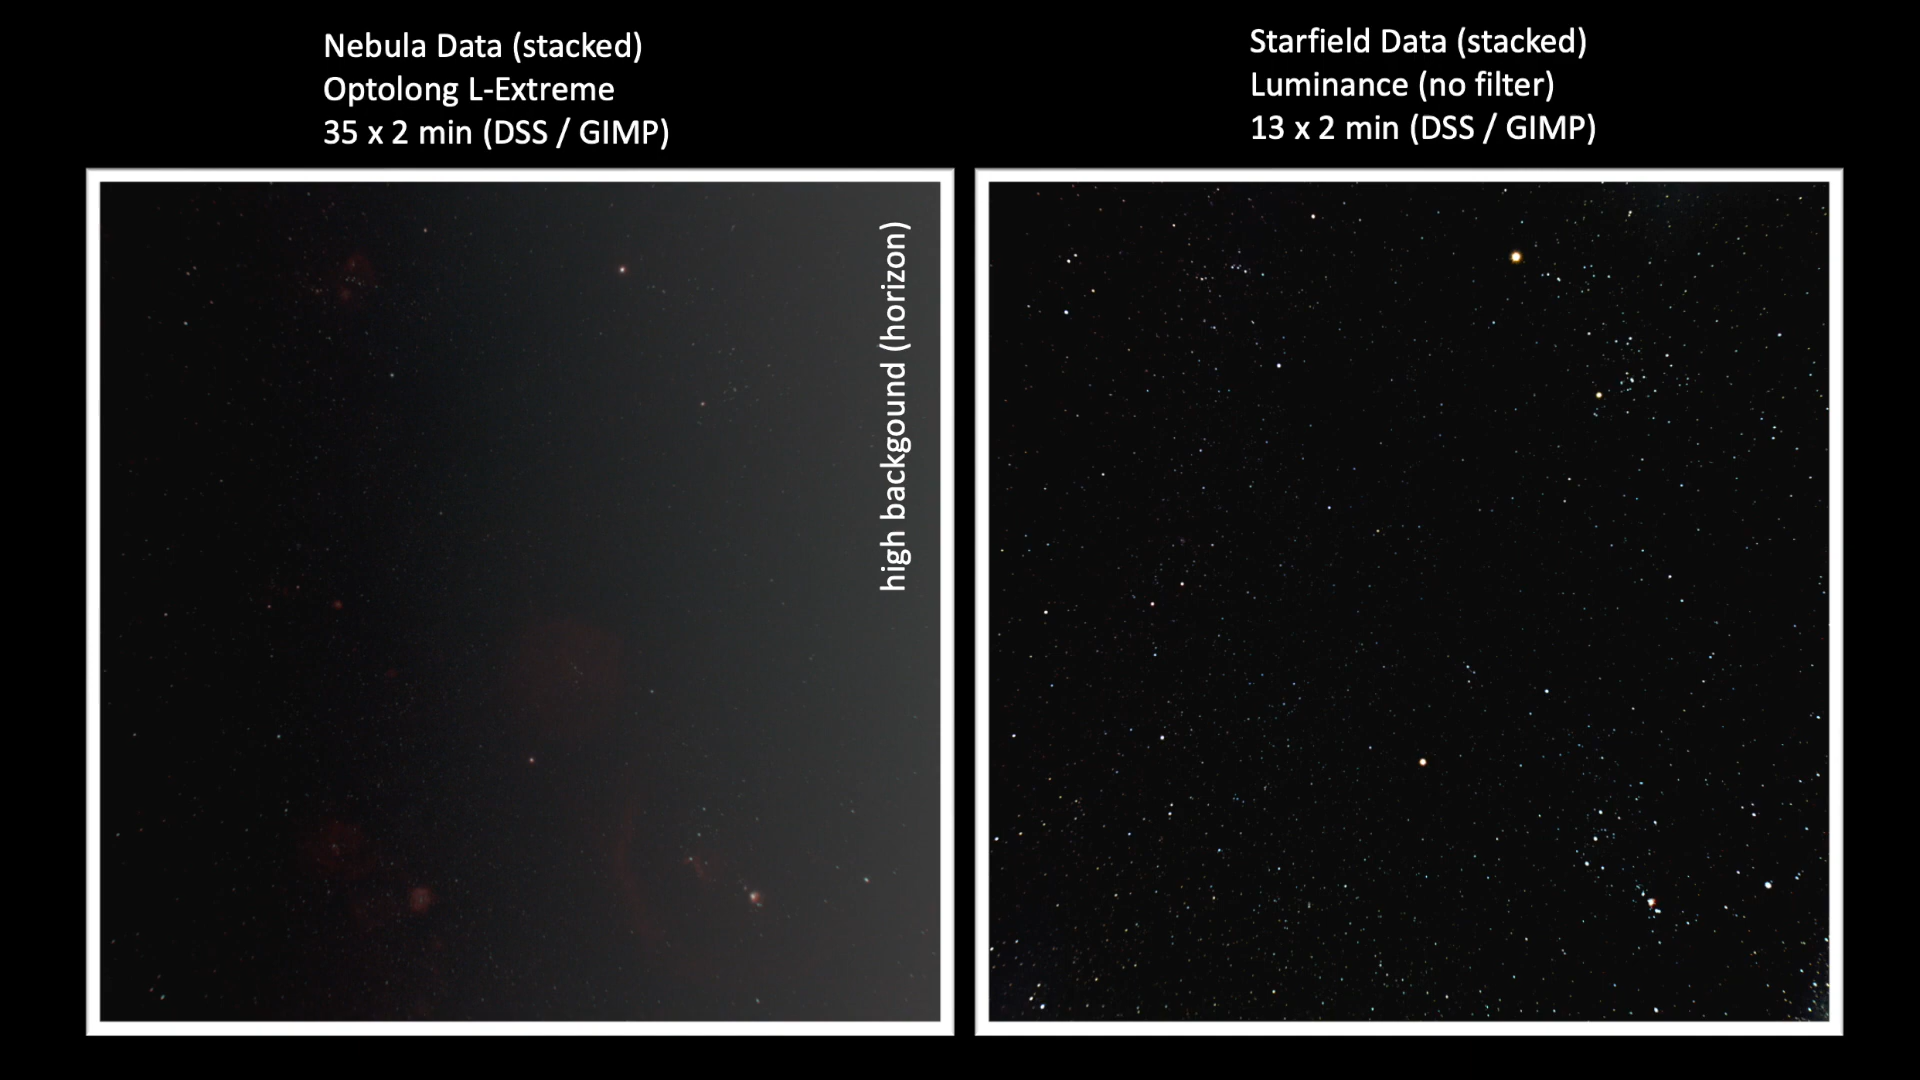 Nebula Data (stacked)
Optolong L-Extreme
35 x 2 min (DSS / GIMP)
Starfield Data (stacked)
Luminance (no filter)
13 x 2 min (DSS / GIMP)
high backgound (horizon)